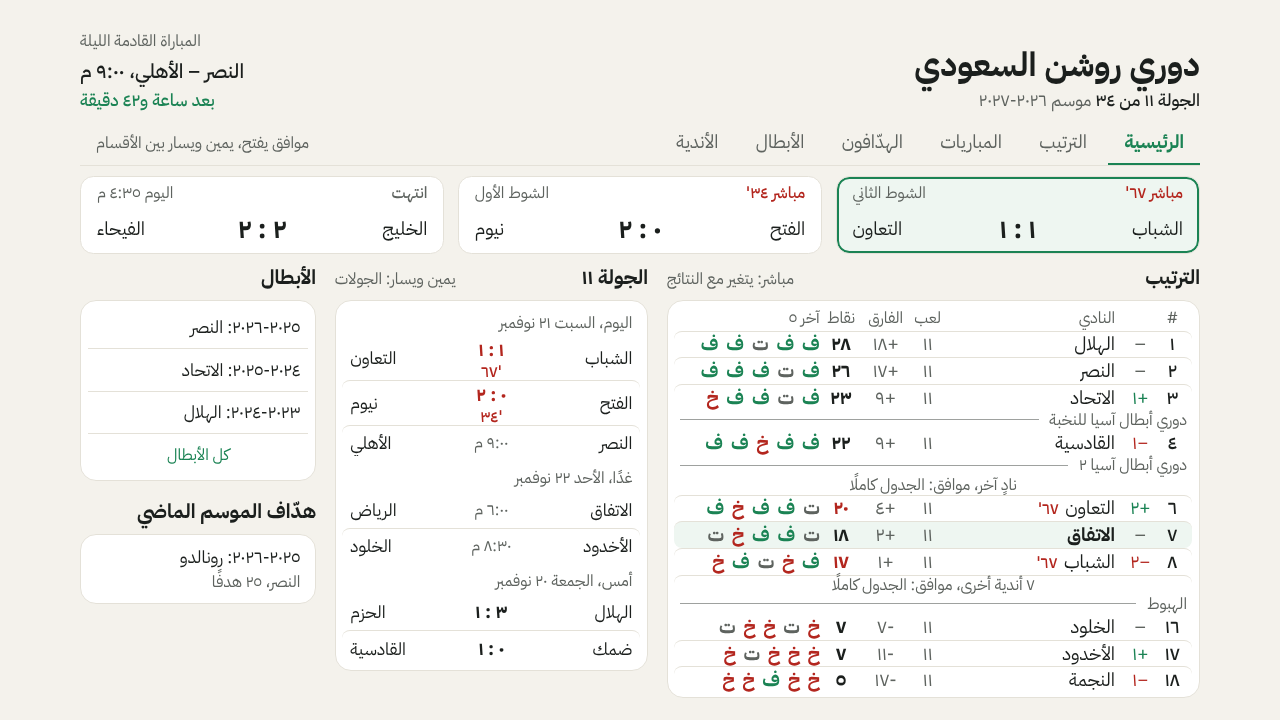 دوري روشن السعودي
الجولة ١١ من ٣٤ موسم ٢٠٢٦-٢٠٢٧
المباراة القادمة الليلة
النصر – الأهلي، ٩:٠٠ م
بعد ساعة و٤٢ دقيقة
الرئيسية الترتيب المباريات الهدّافون الأبطال الأندية
موافق يفتح، يمين ويسار بين الأقسام
مباشر ٦٧' الشوط الثاني
الشباب ١ : ١ التعاون
مباشر ٣٤' الشوط الأول
الفتح ٠ : ٢ نيوم
انتهت اليوم ٤:٣٥ م
الخليج ٢ : ٢ الفيحاء
الترتيب مباشر: يتغير مع النتائج
# النادي لعب الفارق نقاط آخر ٥
١ – الهلال ١١ +١٨ ٢٨ ف ف ت ف ف
٢ – النصر ١١ +١٧ ٢٦ ف ت ف ف ف
٣ +١ الاتحاد ١١ +٩ ٢٣ ف ت ف ف خ
دوري أبطال آسيا للنخبة
٤ –١ القادسية ١١ +٩ ٢٢ ف ف خ ف ف
دوري أبطال آسيا ٢
نادٍ آخر، موافق: الجدول كاملًا
٦ +٢ التعاون ٦٧' ١١ +٤ ٢٠ ت ف ف خ ف
٧ – الاتفاق ١١ +٢ ١٨ ت ف ف خ ت
٨ –٢ الشباب ٦٧' ١١ +١ ١٧ ف خ ت ف خ
٧ أندية أخرى، موافق: الجدول كاملًا
الهبوط
١٦ – الخلود ١١ -٧ ٧ خ ت خ خ ت
١٧ +١ الأخدود ١١ -١١ ٧ خ خ خ ت خ
١٨ –١ النجمة ١١ -١٧ ٥ خ خ ف خ خ
الجولة ١١ يمين ويسار: الجولات
اليوم، السبت ٢١ نوفمبر
الشباب ١ : ١ التعاون
٦٧'
الفتح ٠ : ٢ نيوم
٣٤'
النصر ٩:٠٠ م الأهلي
غدًا، الأحد ٢٢ نوفمبر
الاتفاق ٦:٠٠ م الرياض
الأخدود ٨:٣٠ م الخلود
أمس، الجمعة ٢٠ نوفمبر
الهلال ٣ : ١ الحزم
ضمك ٠ : ١ القادسية
الأبطال
٢٠٢٥-٢٠٢٦: النصر
٢٠٢٤-٢٠٢٥: الاتحاد
٢٠٢٣-٢٠٢٤: الهلال
كل الأبطال
هدّاف الموسم الماضي
٢٠٢٥-٢٠٢٦: رونالدو
النصر، ٢٥ هدفًا